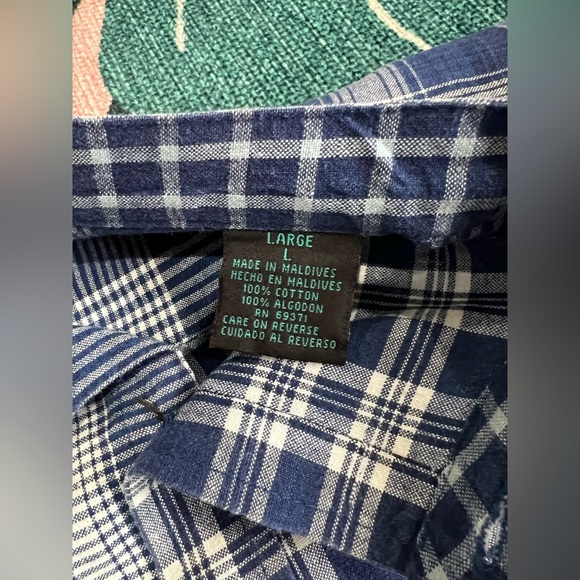 LARGE
L
MADE IN MALDIVES
HECHO EN MALDIVES
100% COTTON
100% ALGODON
RN 69371
CARE ON REVERSE
CUIDADO AL REVERSO